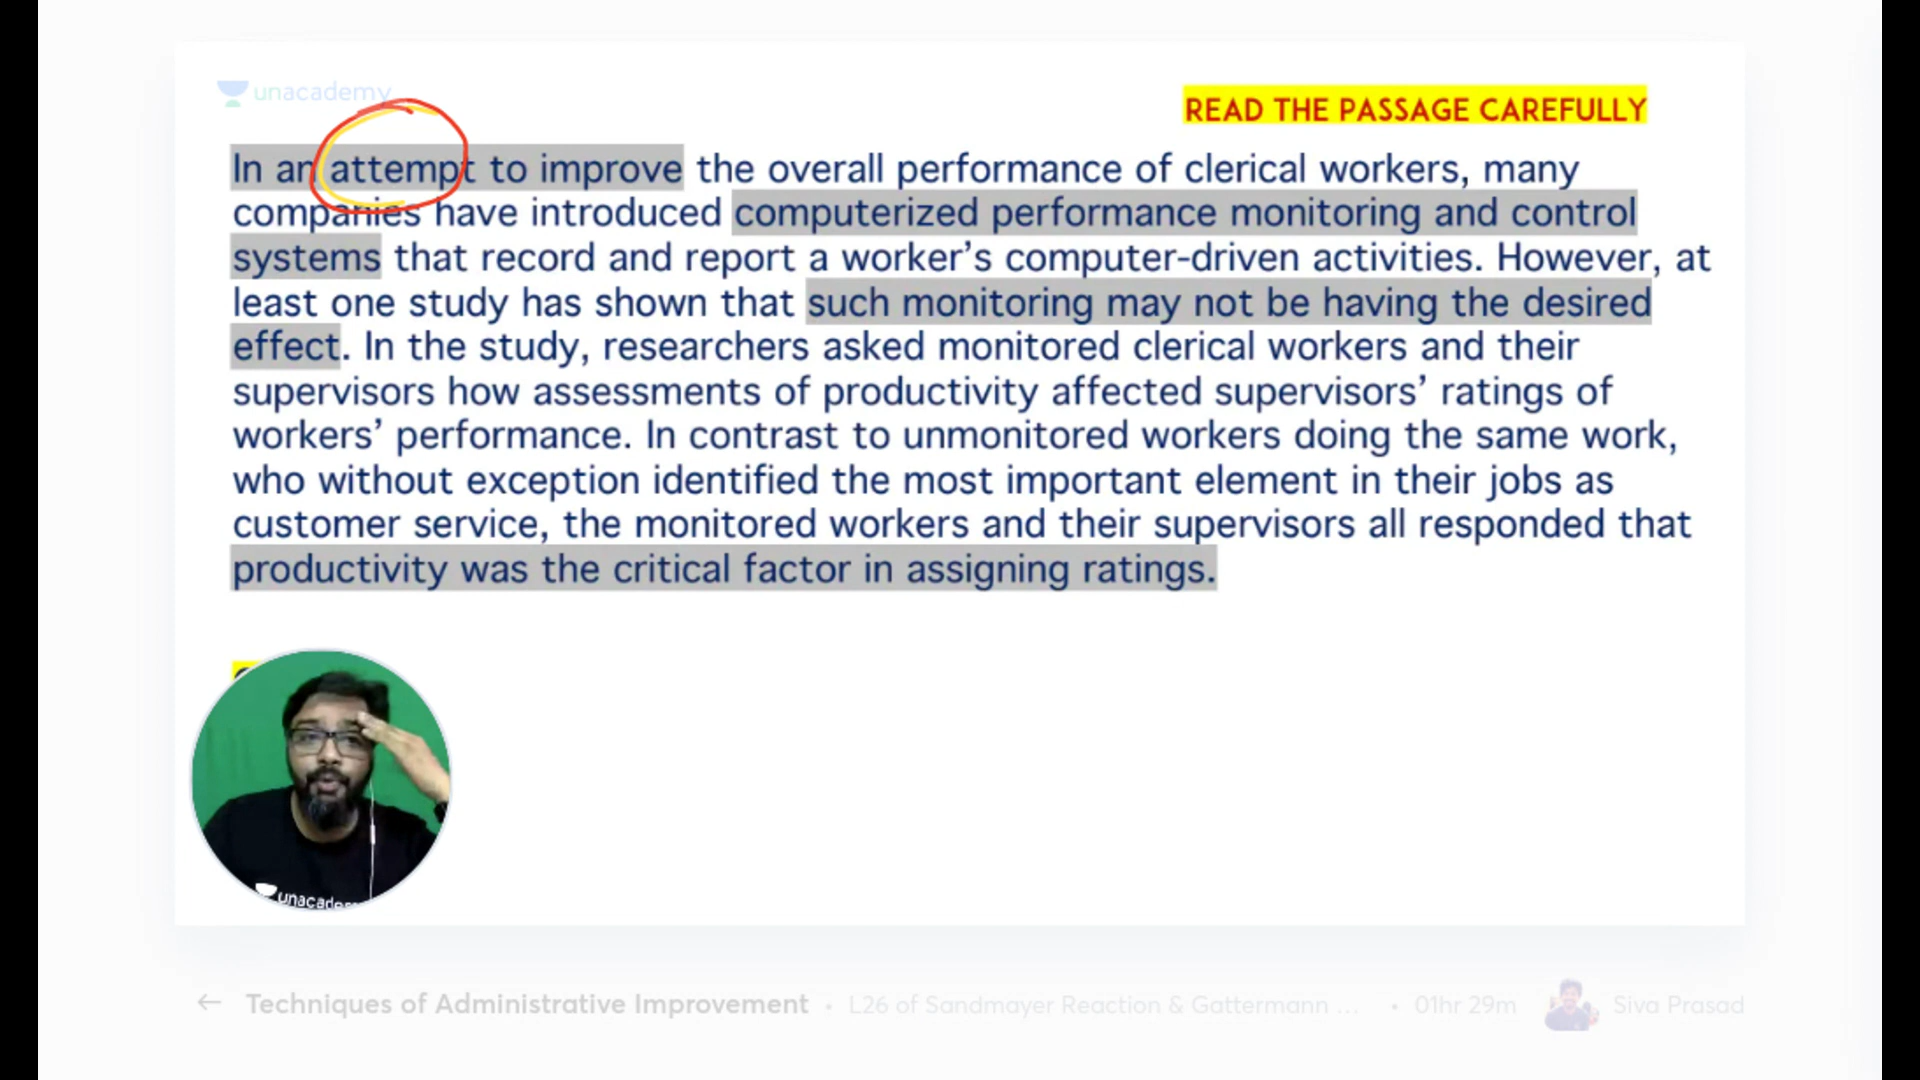 unacademy
READ THE PASSAGE CAREFULLY
In an attempt to improve the overall performance of clerical workers, many
companies have introduced computerized performance monitoring and control
systems that record and report a worker’s computer-driven activities. However, at
least one study has shown that such monitoring may not be having the desired
effect. In the study, researchers asked monitored clerical workers and their
supervisors how assessments of productivity affected supervisors’ ratings of
workers’ performance. In contrast to unmonitored workers doing the same work,
who without exception identified the most important element in their jobs as
customer service, the monitored workers and their supervisors all responded that
productivity was the critical factor in assigning ratings.
← Techniques of Administrative Improvement • L26 of Sandmayer Reaction & Gattermann ... • 01hr 29m Siva Prasad